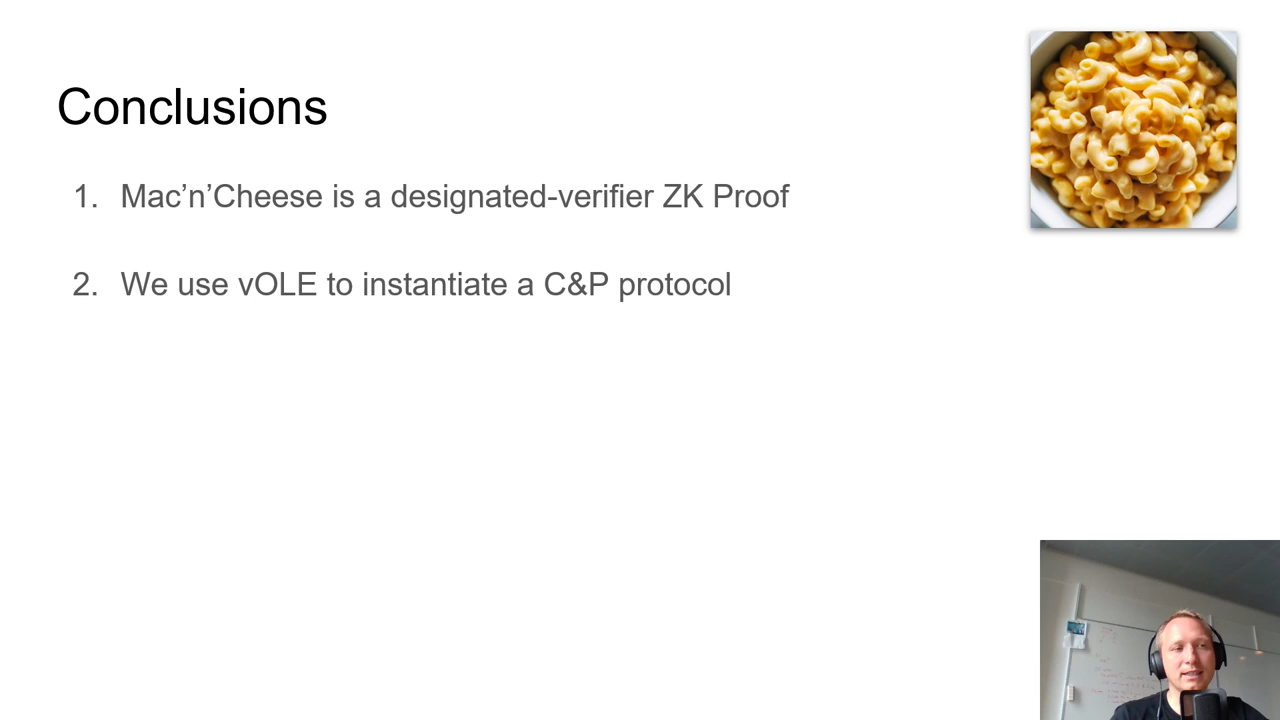 Conclusions
1. Mac’n’Cheese is a designated-verifier ZK Proof
2. We use vOLE to instantiate a C&P protocol